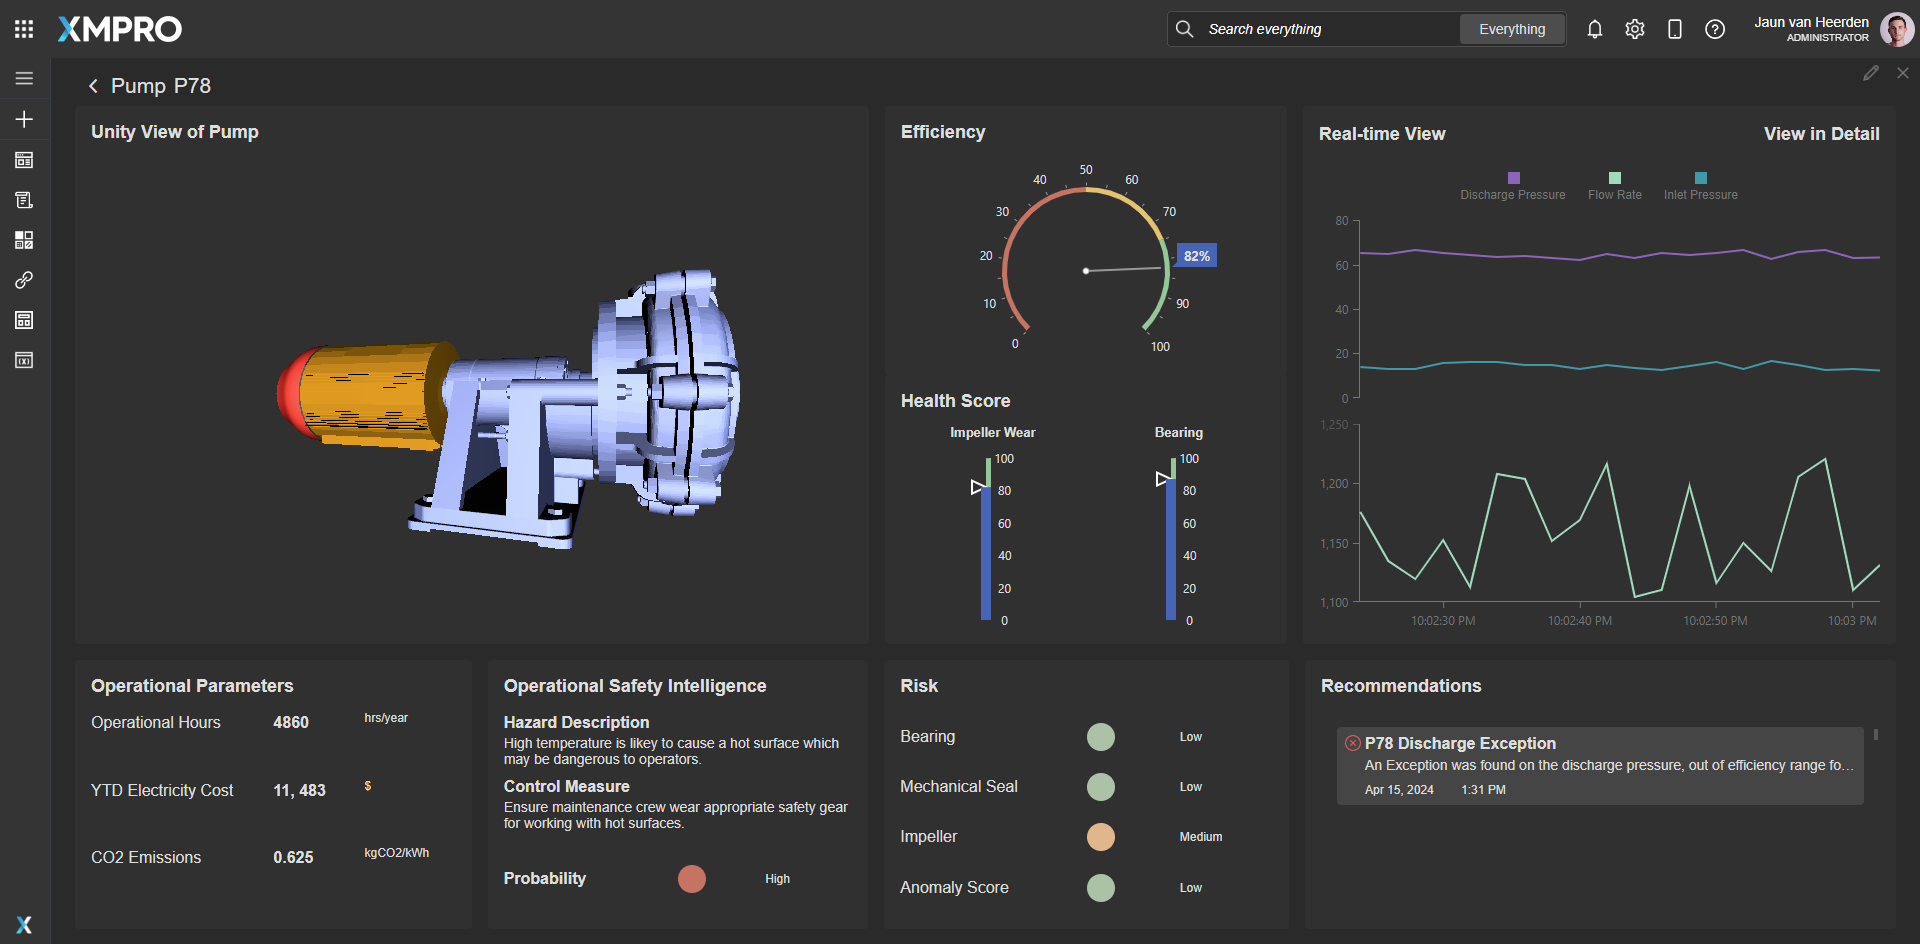 XMPRO
Search everything
Everything
Jaun van Heerden
ADMINISTRATOR
Pump P78
Unity View of Pump
Efficiency
0
10
20
30
40
50
60
70
82%
90
100
Health Score
Impeller Wear
100
80
60
40
20
0
Bearing
100
80
60
40
20
0
Real-time View
View in Detail
Discharge Pressure
Flow Rate
Inlet Pressure
80
60
40
20
0
1,250
1,200
1,150
1,100
10:02:30 PM
10:02:40 PM
10:02:50 PM
10:03 PM
Operational Parameters
Operational Hours 4860 hrs/year
YTD Electricity Cost 11, 483 $
CO2 Emissions 0.625 kgCO2/kWh
Operational Safety Intelligence
Hazard Description
High temperature is likey to cause a hot surface which
may be dangerous to operators.
Control Measure
Ensure maintenance crew wear appropriate safety gear
for working with hot surfaces.
Probability High
Risk
Bearing Low
Mechanical Seal Low
Impeller Medium
Anomaly Score Low
Recommendations
P78 Discharge Exception
An Exception was found on the discharge pressure, out of efficiency range fo...
Apr 15, 2024 1:31 PM
X